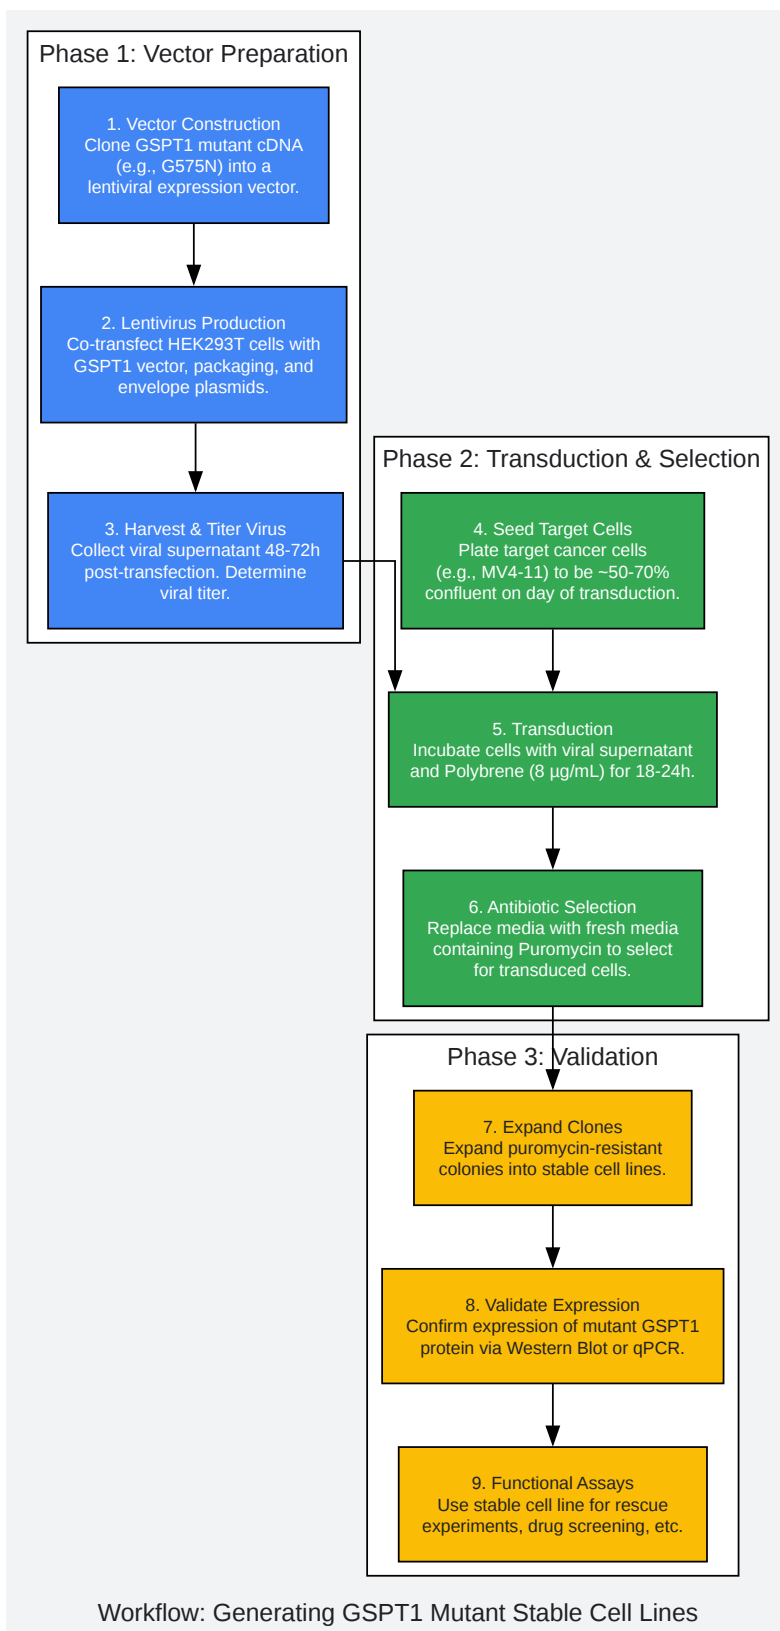 Phase 1: Vector Preparation
1. Vector Construction
Clone GSPT1 mutant cDNA
(e.g., G575N) into a
lentiviral expression vector.
2. Lentivirus Production
Co-transfect HEK293T cells with
GSPT1 vector, packaging, and
envelope plasmids.
3. Harvest & Titer Virus
Collect viral supernatant 48-72h
post-transfection. Determine
viral titer.
Phase 2: Transduction & Selection
4. Seed Target Cells
Plate target cancer cells
(e.g., MV4-11) to be ~50-70%
confluent on day of transduction.
5. Transduction
Incubate cells with viral supernatant
and Polybrene (8 µg/mL) for 18-24h.
6. Antibiotic Selection
Replace media with fresh media
containing Puromycin to select
for transduced cells.
Phase 3: Validation
7. Expand Clones
Expand puromycin-resistant
colonies into stable cell lines.
8. Validate Expression
Confirm expression of mutant GSPT1
protein via Western Blot or qPCR.
9. Functional Assays
Use stable cell line for rescue
experiments, drug screening, etc.
Workflow: Generating GSPT1 Mutant Stable Cell Lines